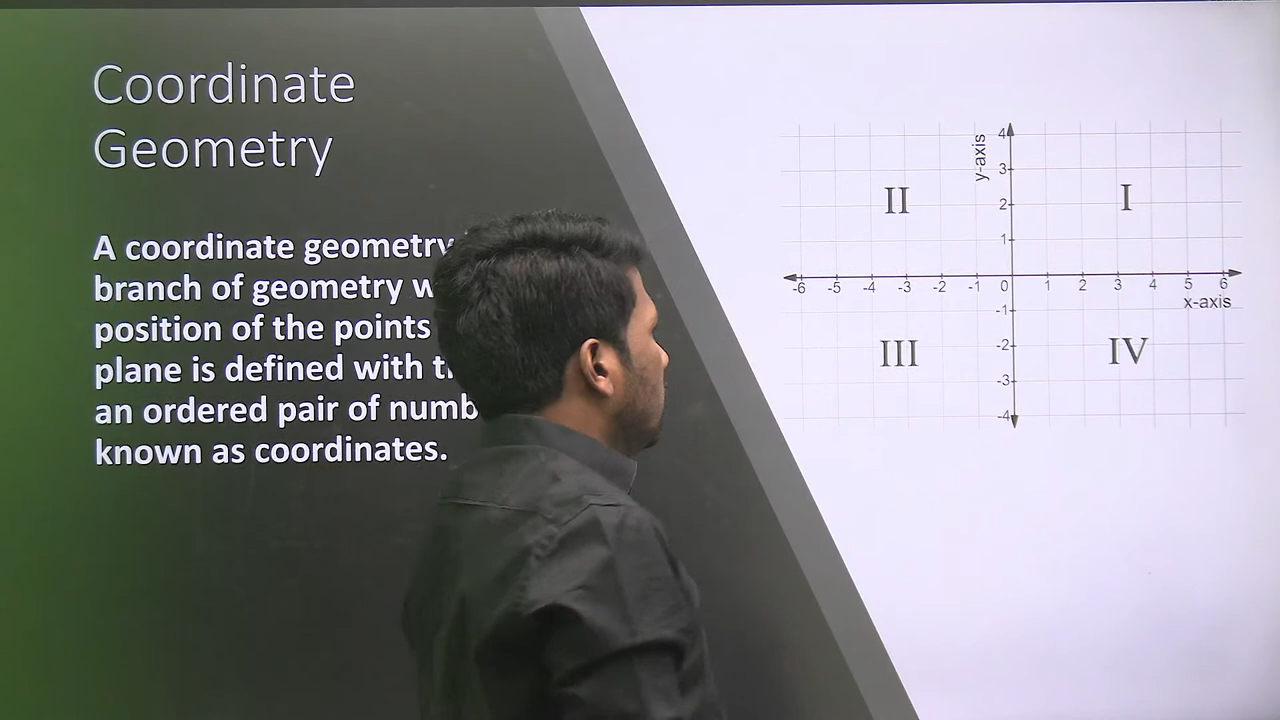 Coordinate
Geometry
A coordinate geometry
branch of geometry
position of the points
plane is defined with
an ordered pair of
known as coordinates.
y-axis
4
3
2
1
II
I
-6 -5 -4 -3 -2 -1 0 1 2 3 4 5 6
x-axis
-1
-2
-3
-4
III
IV